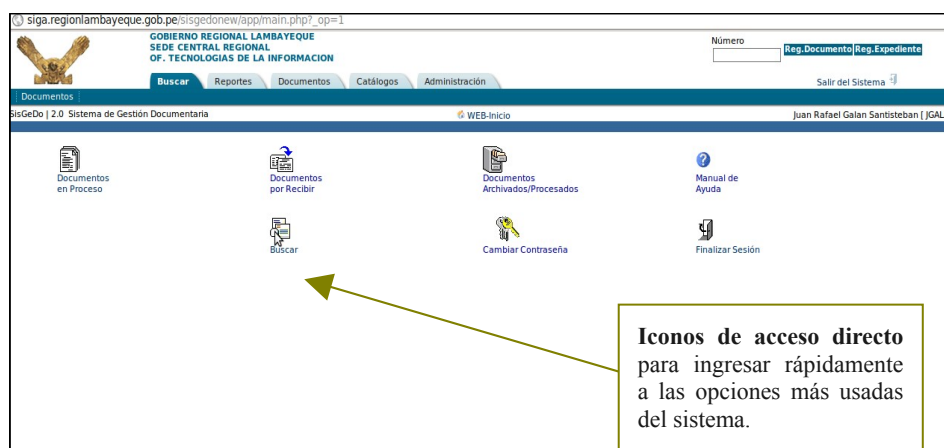 siga.regionlambayeque.gob.pe/sisgedonew/app/main.php?_op=1
GOBIERNO REGIONAL LAMBAYEQUE
SEDE CENTRAL REGIONAL
OF. TECNOLOGIAS DE LA INFORMACION
Número
Reg.Documento Reg.Expediente
Buscar Reportes Documentos Catálogos Administración Salir del Sistema
Documentos
SisGeDo | 2.0 Sistema de Gestión Documentaria WEB-Inicio Juan Rafael Galan Santisteban [ JGAL
Documentos
en Proceso
Documentos
por Recibir
Documentos
Archivados/Procesados
Manual de
Ayuda
Buscar
Cambiar Contraseña
Finalizar Sesión
Iconos de acceso directo
para ingresar rápidamente
a las opciones más usadas
del sistema.